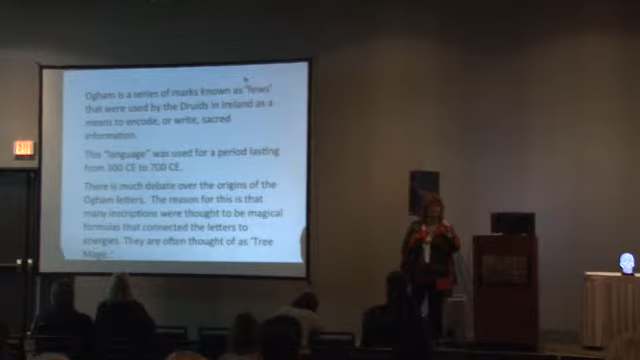 Ogham is a series of marks known as 'fews'
that were used by the Druids in Ireland as a
means to encode, or write, sacred
information.
This "language" was used for a period lasting
from 300 CE to 700 CE.
There is much debate over the origins of the
Ogham letters. The reason for this is that
many inscriptions were thought to be magical
formulas that connected the letters to
energies. They are often thought of as 'Tree
Magic.'
EXIT